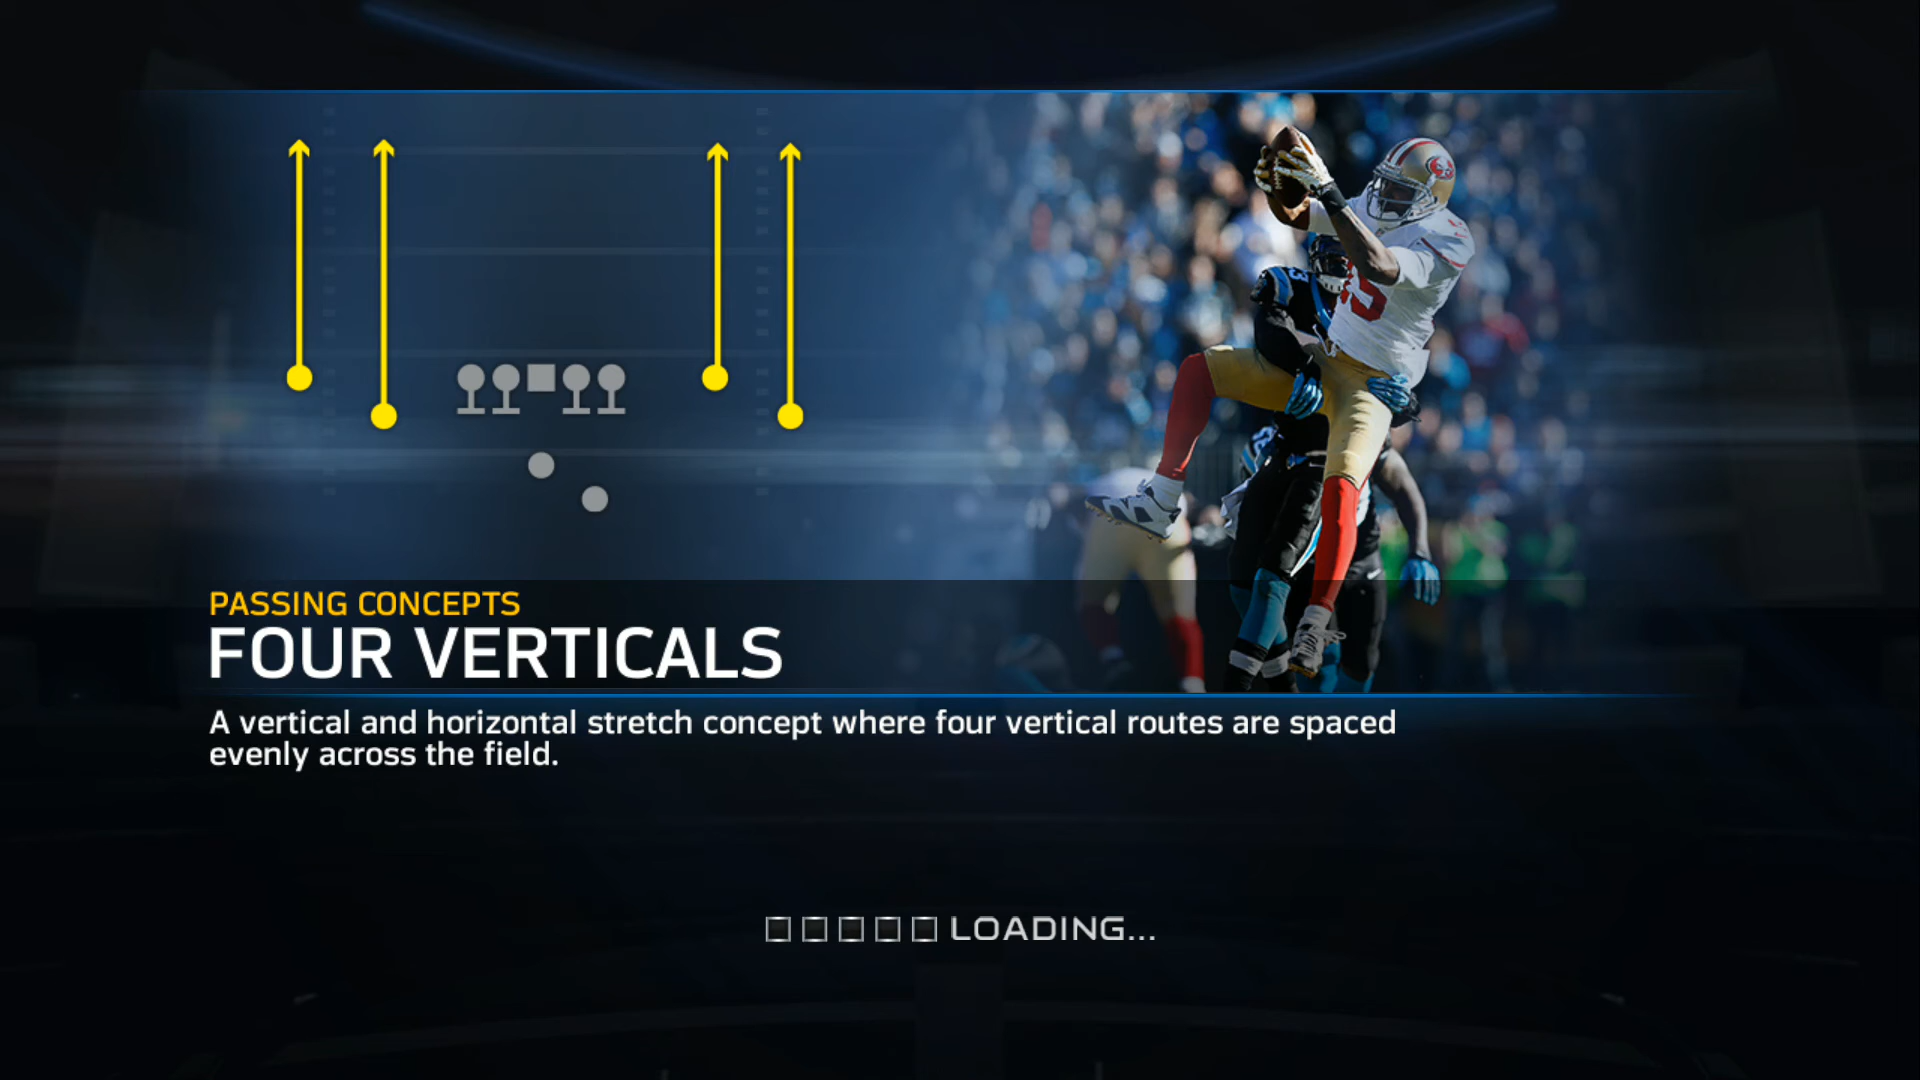 PASSING CONCEPTS
FOUR VERTICALS
A vertical and horizontal stretch concept where four vertical routes are spaced
evenly across the field.
LOADING...